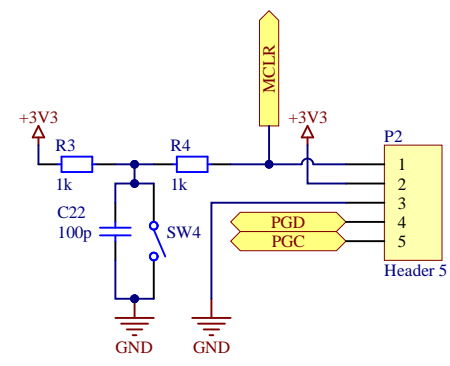 MCLR
+3V3
+3V3
P2
R3
R4
1k
1k
1
2
3
4
5
C22
100p
SW4
PGD
PGC
Header 5
GND
GND